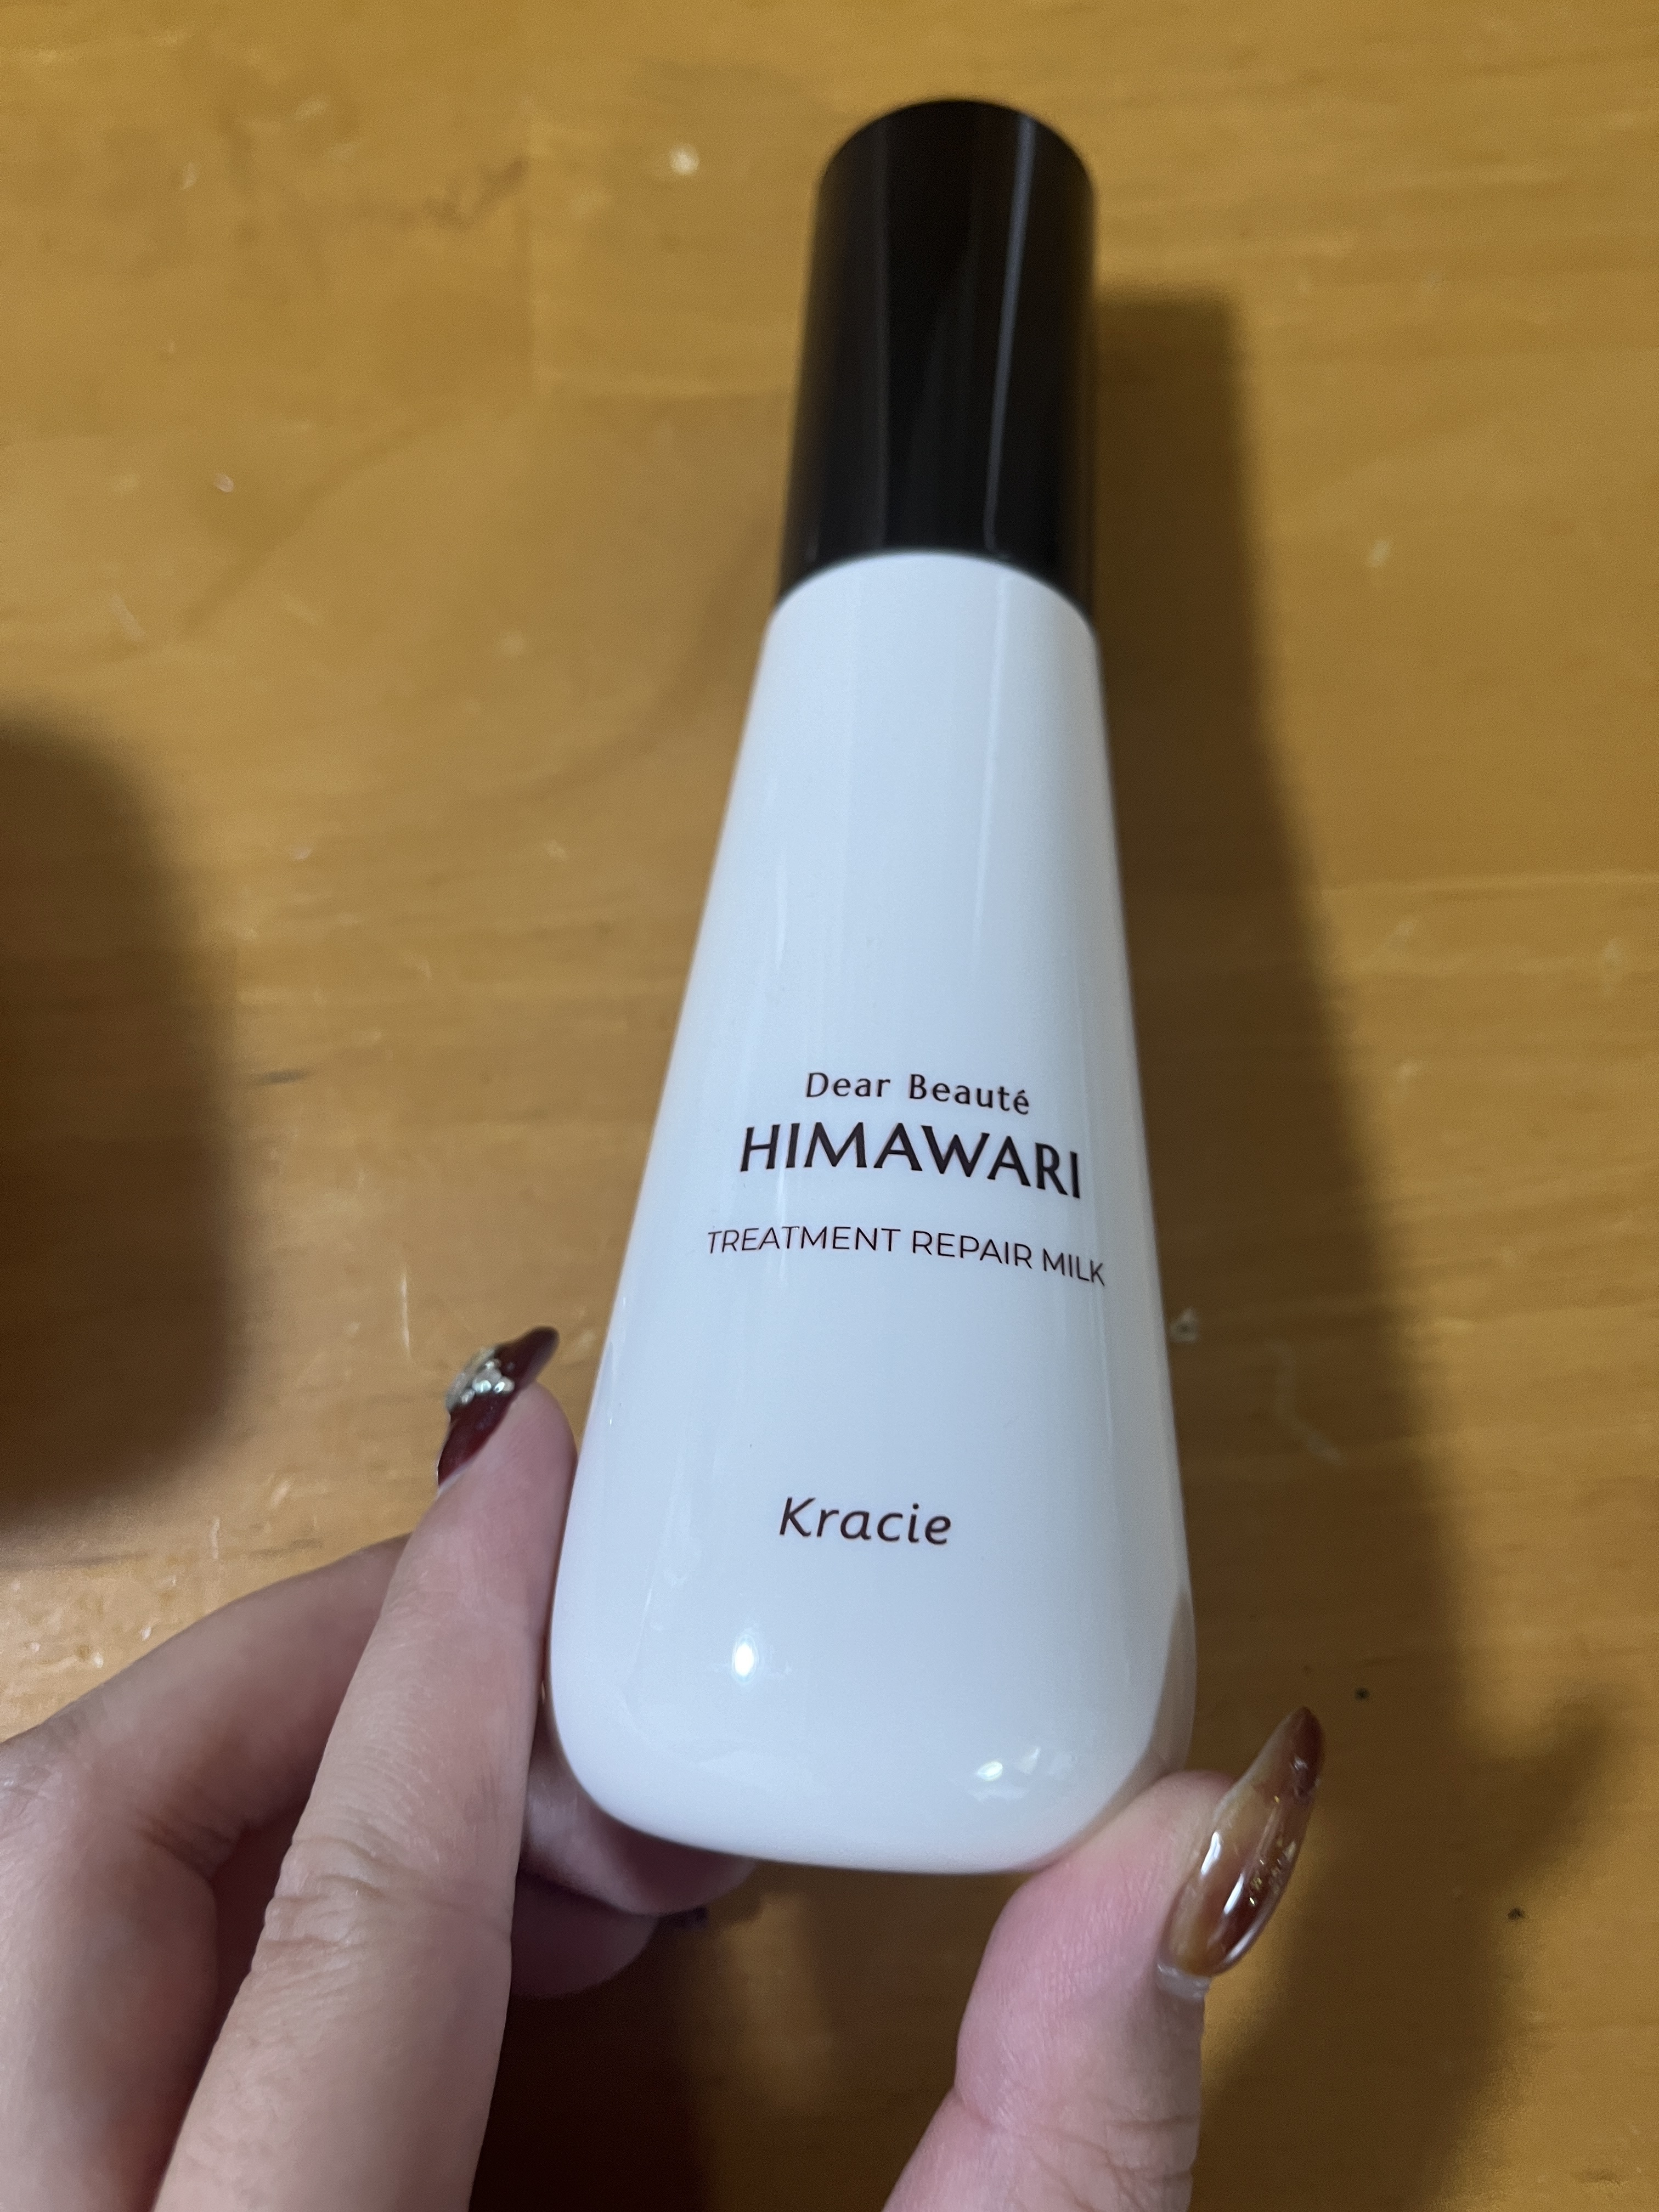 Dear Beauté
HIMAWARI
TREATMENT REPAIR MILK
Kracie